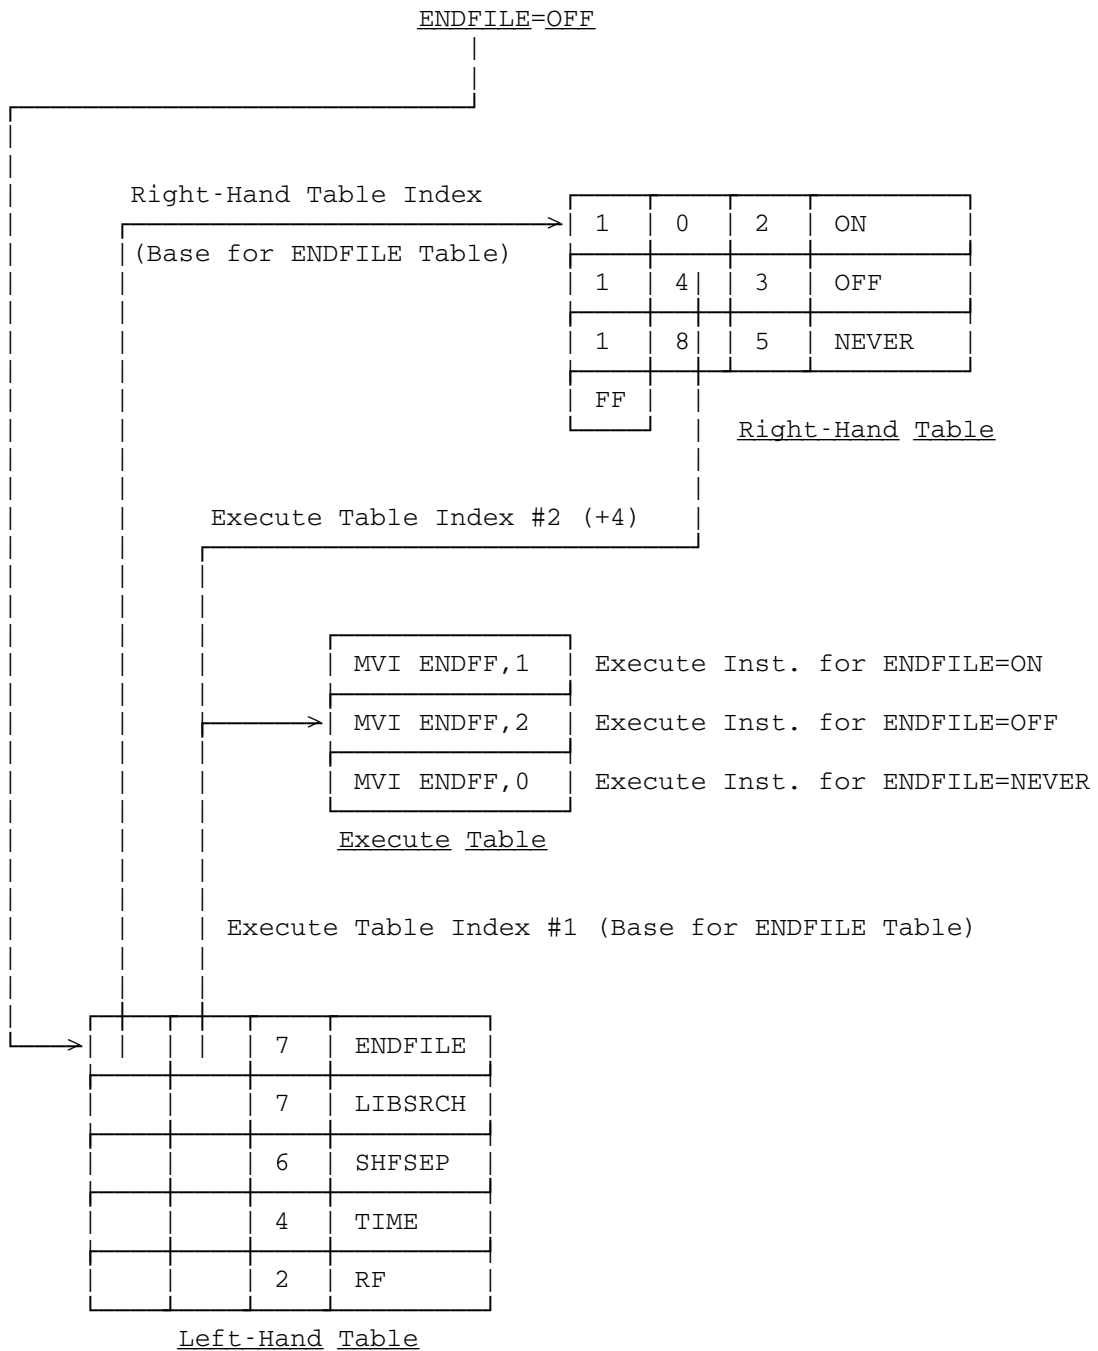 ENDFILE=OFF
Right-Hand Table Index
(Base for ENDFILE Table)
1 0 2 ON
1 4 3 OFF
1 8 5 NEVER
FF
Right-Hand Table
Execute Table Index #2 (+4)
MVI ENDFF,1 Execute Inst. for ENDFILE=ON
MVI ENDFF,2 Execute Inst. for ENDFILE=OFF
MVI ENDFF,0 Execute Inst. for ENDFILE=NEVER
Execute Table
Execute Table Index #1 (Base for ENDFILE Table)
7 ENDFILE
7 LIBSRCH
6 SHFSEP
4 TIME
2 RF
Left-Hand Table